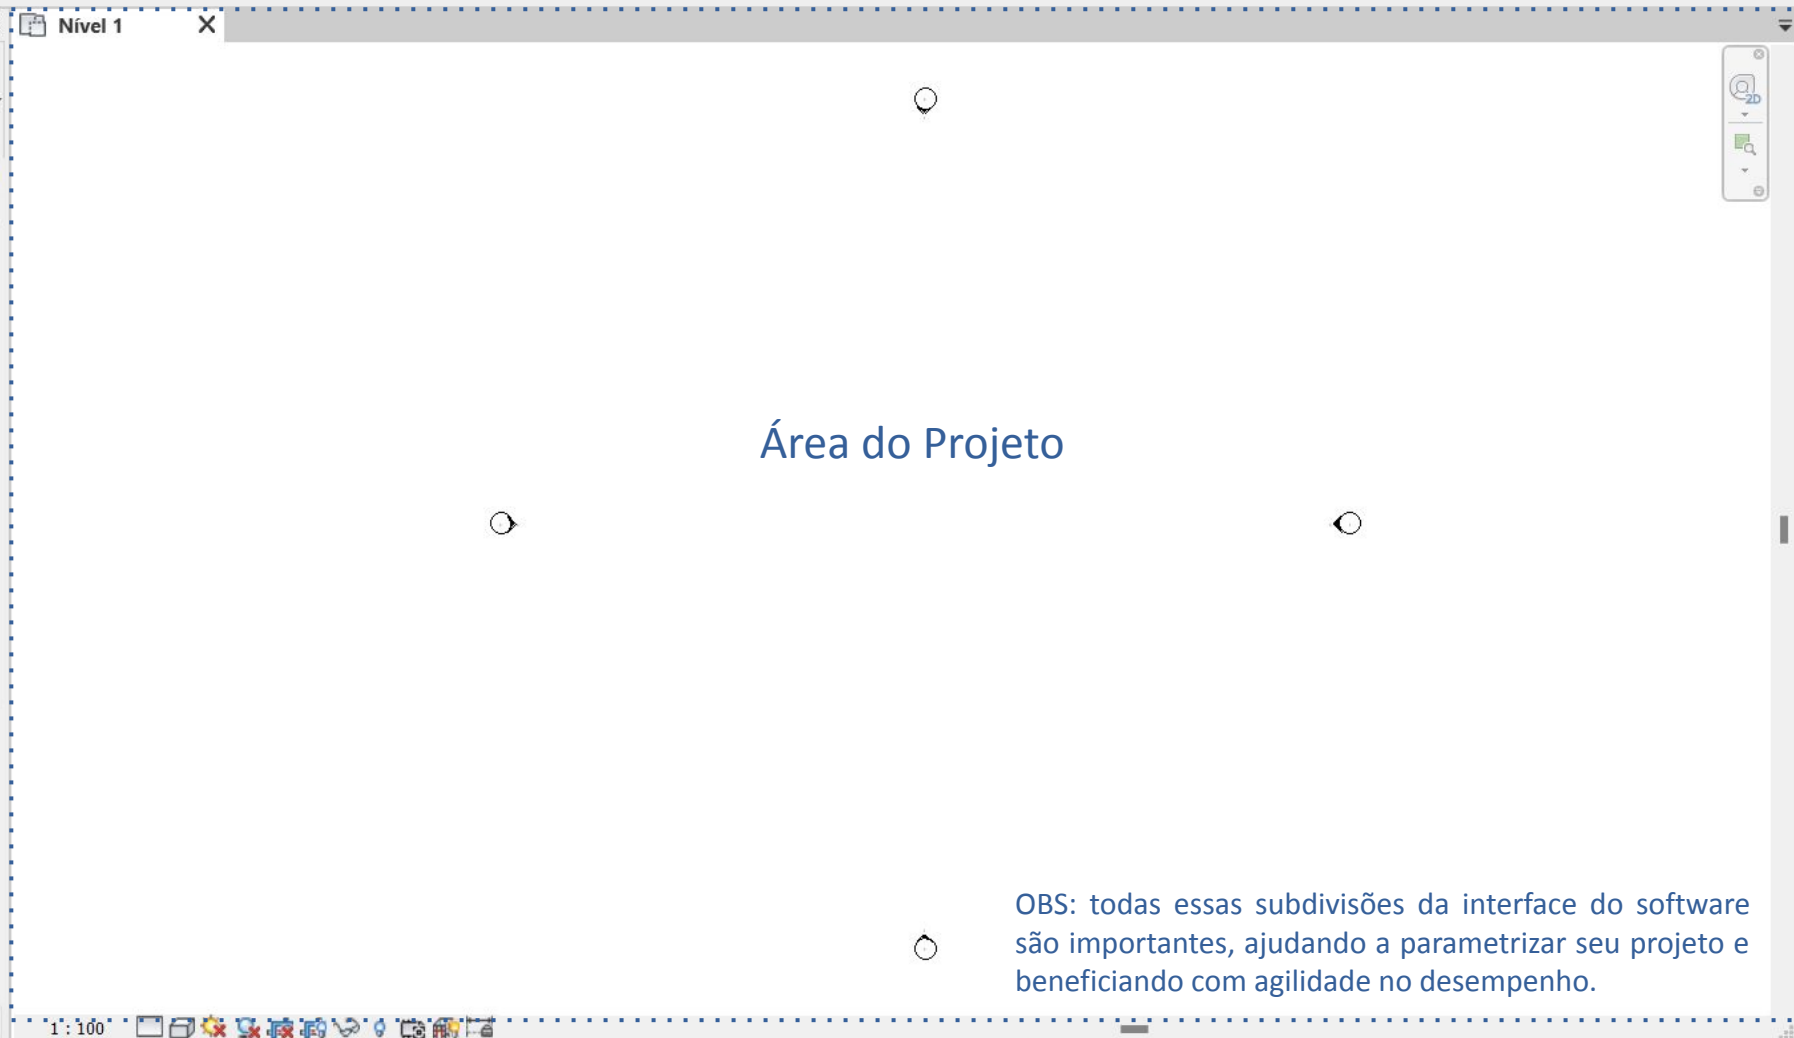 Nível 1
2D
Área do Projeto
OBS: todas essas subdivisões da interface do software
são importantes, ajudando a parametrizar seu projeto e
beneficiando com agilidade no desempenho.
1 : 100